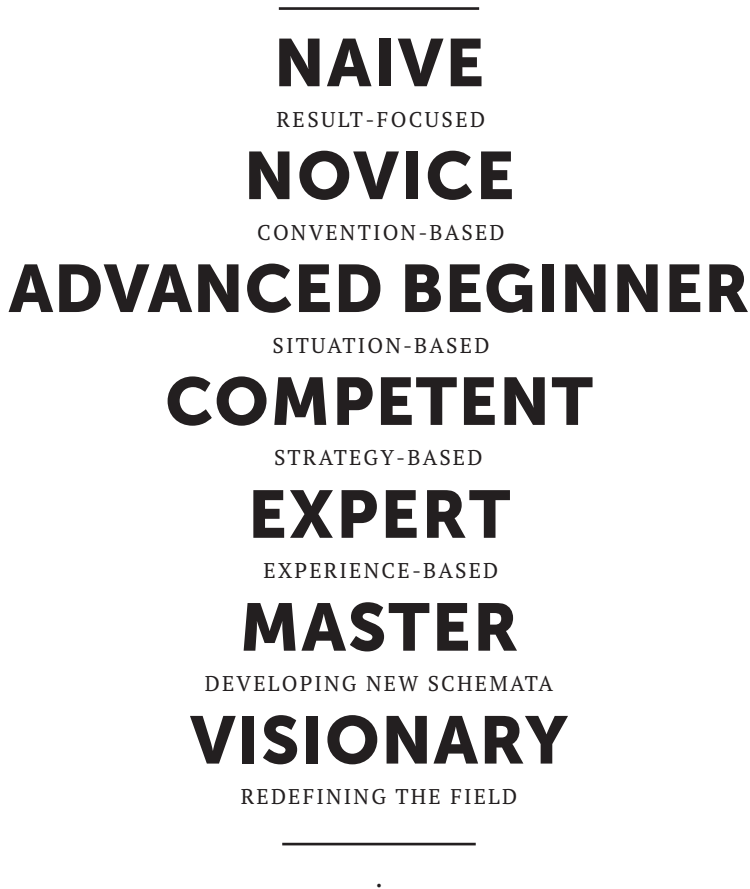 NAIVE
RESULT-FOCUSED
NOVICE
CONVENTION-BASED
ADVANCED BEGINNER
SITUATION-BASED
COMPETENT
STRATEGY-BASED
EXPERT
EXPERIENCE-BASED
MASTER
DEVELOPING NEW SCHEMATA
VISIONARY
REDEFINING THE FIELD
.